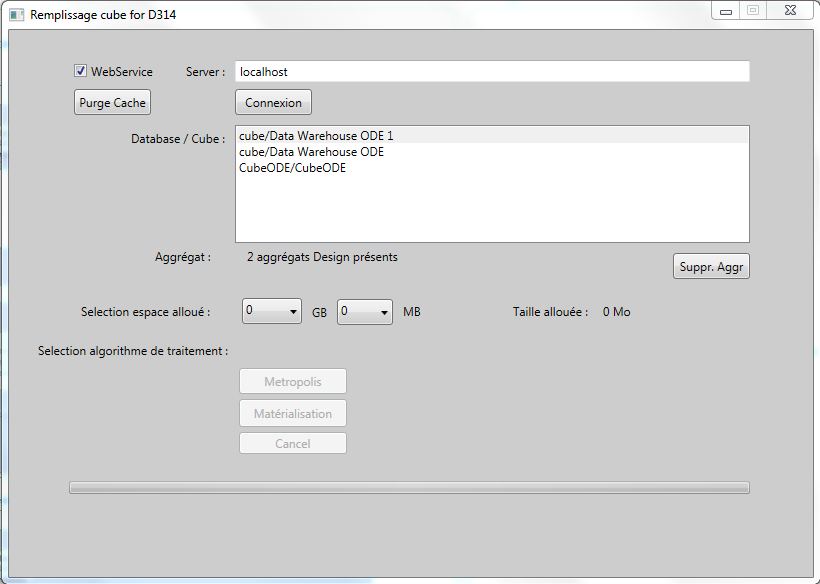 Remplissage cube for D314
WebService Server : localhost
Purge Cache Connexion
Database / Cube : cube/Data Warehouse ODE 1
cube/Data Warehouse ODE
CubeODE/CubeODE
Aggrégat : 2 aggrégats Design présents
Suppr. Aggr
Selection espace alloué : 0 GB 0 MB Taille allouée : 0 Mo
Selection algorithme de traitement :
Metropolis
Matérialisation
Cancel